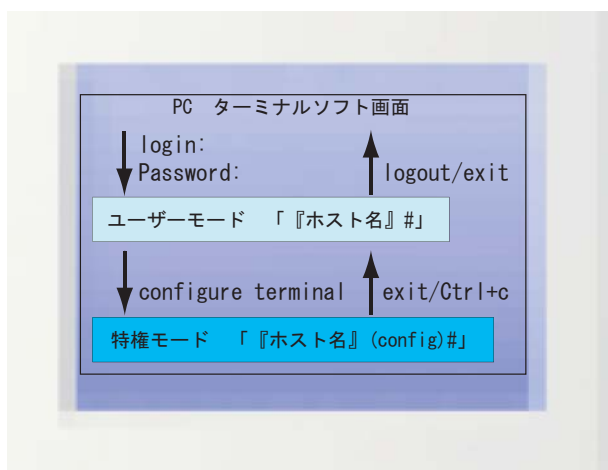 PC ターミナルソフト画面
login:
Password:
logout/exit
ユーザーモード 「『ホスト名』#」
configure terminal
exit/Ctrl+c
特権モード 「『ホスト名』(config)#」